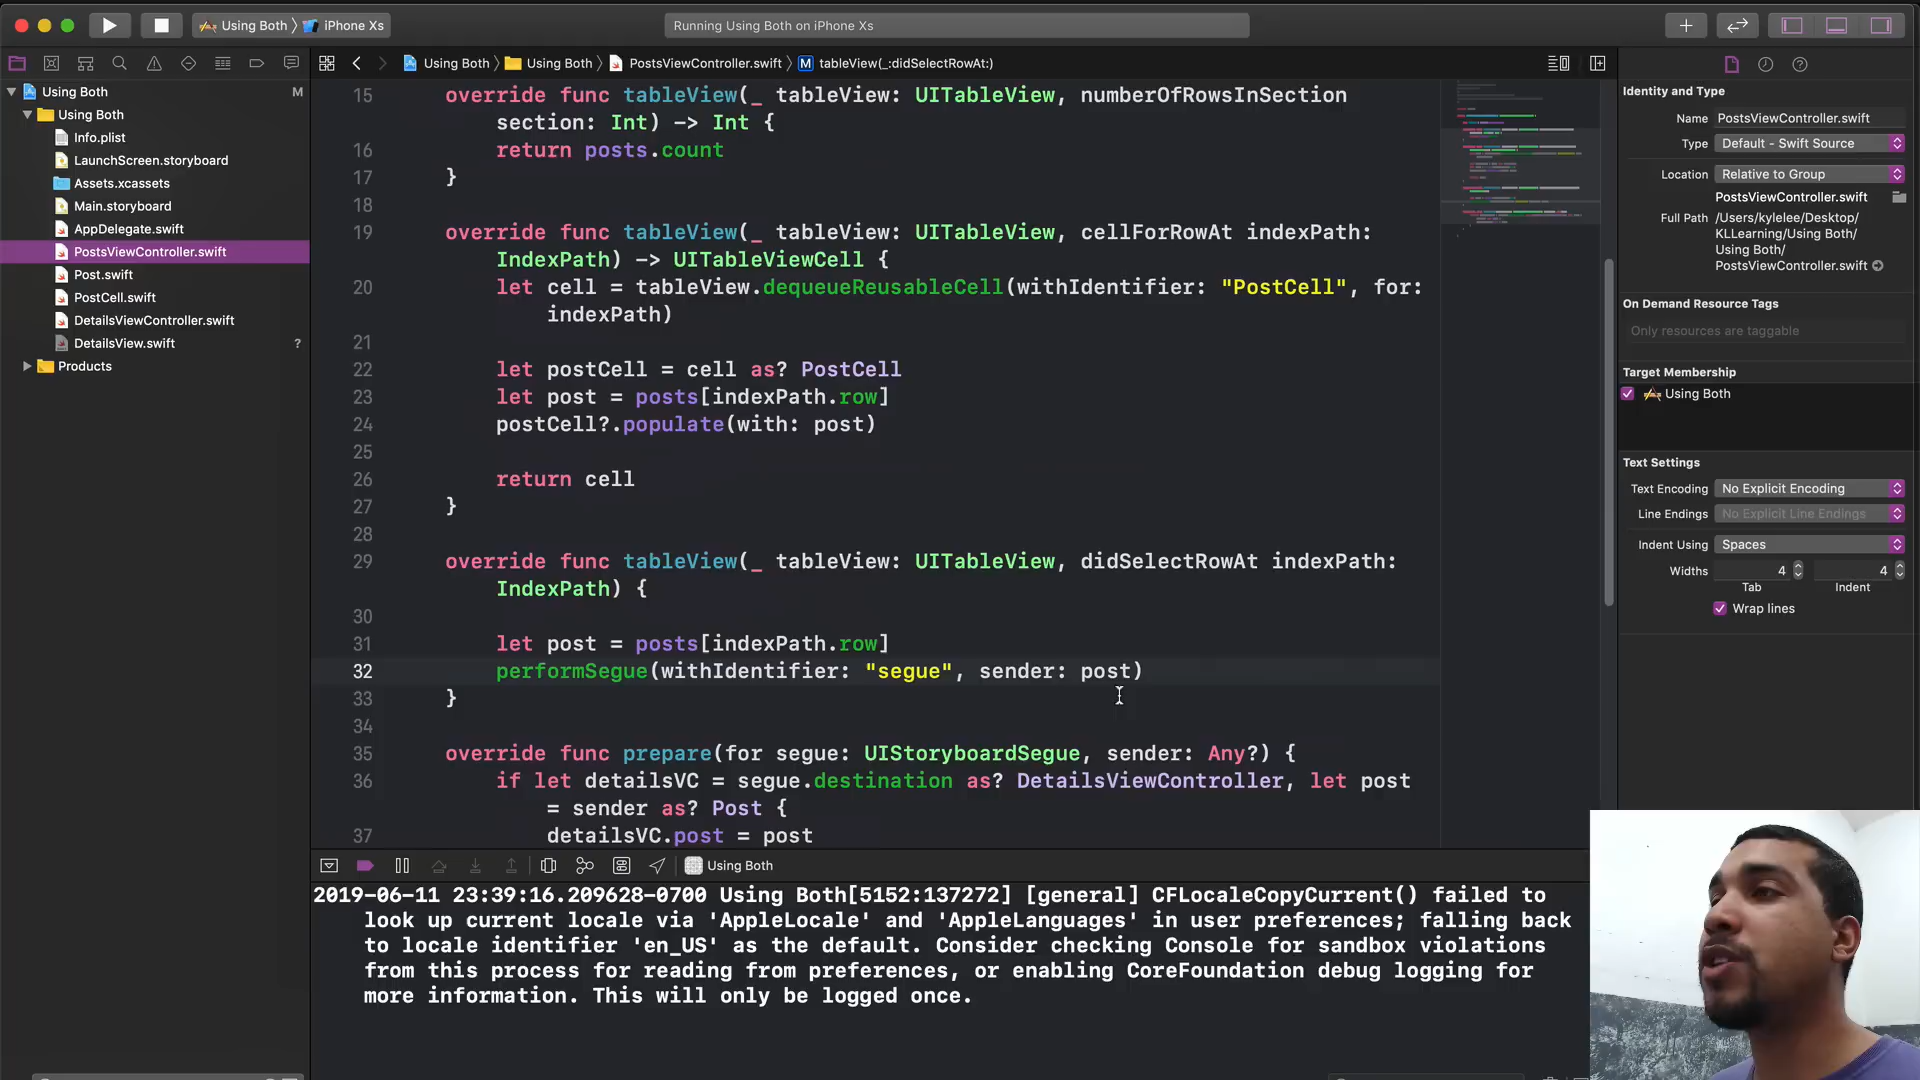 Using Both
iPhone Xs
Running Using Both on iPhone Xs
Using Both
Using Both
PostsViewController.swift
M
tableView(_:didSelectRowAt:)
Using Both
M
Using Both
Info.plist
LaunchScreen.storyboard
Assets.xcassets
Main.storyboard
AppDelegate.swift
PostsViewController.swift
Post.swift
PostCell.swift
DetailsViewController.swift
DetailsView.swift
?
Products
15 override func tableView(_ tableView: UITableView, numberOfRowsInSection
section: Int) -> Int {
16 return posts.count
17 }
18
19 override func tableView(_ tableView: UITableView, cellForRowAt indexPath:
IndexPath) -> UITableViewCell {
20 let cell = tableView.dequeueReusableCell(withIdentifier: "PostCell", for:
indexPath)
21
22 let postCell = cell as? PostCell
23 let post = posts[indexPath.row]
24 postCell?.populate(with: post)
25
26 return cell
27 }
28
29 override func tableView(_ tableView: UITableView, didSelectRowAt indexPath:
IndexPath) {
30
31 let post = posts[indexPath.row]
32 performSegue(withIdentifier: "segue", sender: post)
33 }
34
35 override func prepare(for segue: UIStoryboardSegue, sender: Any?) {
36 if let detailsVC = segue.destination as? DetailsViewController, let post
= sender as? Post {
37 detailsVC.post = post
Using Both
2019-06-11 23:39:16.209628-0700 Using Both[5152:137272] [general] CFLocaleCopyCurrent() failed to
look up current locale via 'AppleLocale' and 'AppleLanguages' in user preferences; falling back
to locale identifier 'en_US' as the default. Consider checking Console for sandbox violations
from this process for reading from preferences, or enabling CoreFoundation debug logging for
more information. This will only be logged once.
Identity and Type
Name PostsViewController.swift
Type Default - Swift Source
Location Relative to Group
PostsViewController.swift
Full Path /Users/kylelee/Desktop/
KLLearning/Using Both/
Using Both/
PostsViewController.swift
On Demand Resource Tags
Only resources are taggable
Target Membership
Using Both
Text Settings
Text Encoding No Explicit Encoding
Line Endings No Explicit Line Endings
Indent Using Spaces
Widths 4 4
Tab Indent
Wrap lines